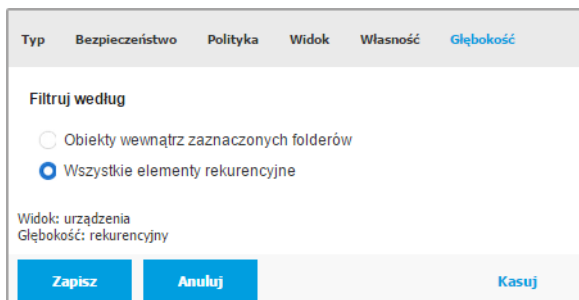 Typ Bezpieczeństwo Polityka Widok Własność Głębokość
Filtruj według
Obiekty wewnątrz zaznaczonych folderów
Wszystkie elementy rekurencyjne
Widok: urządzenia
Głębokość: rekurencyjny
Zapisz Anuluj Kasuj